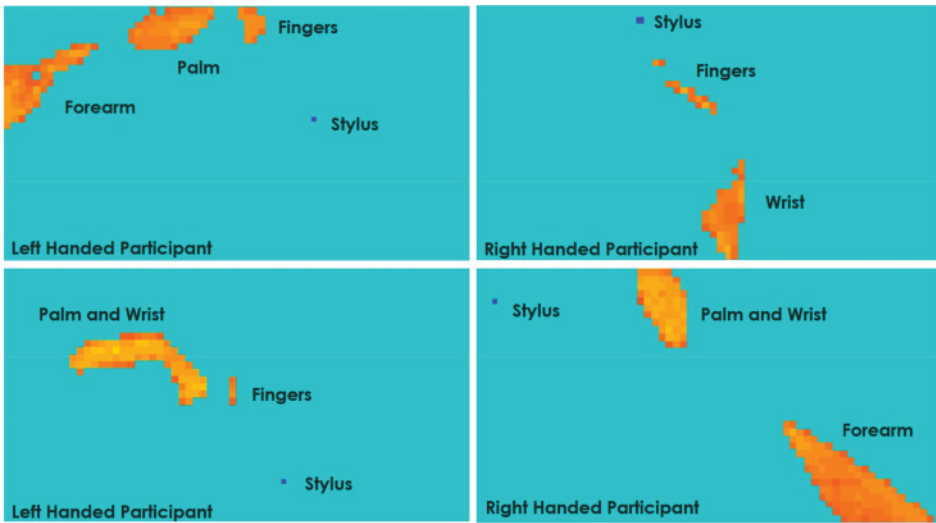 Fingers
Palm
Forearm
Stylus
Left Handed Participant
Stylus
Fingers
Wrist
Right Handed Participant
Palm and Wrist
Fingers
Stylus
Left Handed Participant
Stylus
Palm and Wrist
Forearm
Right Handed Participant